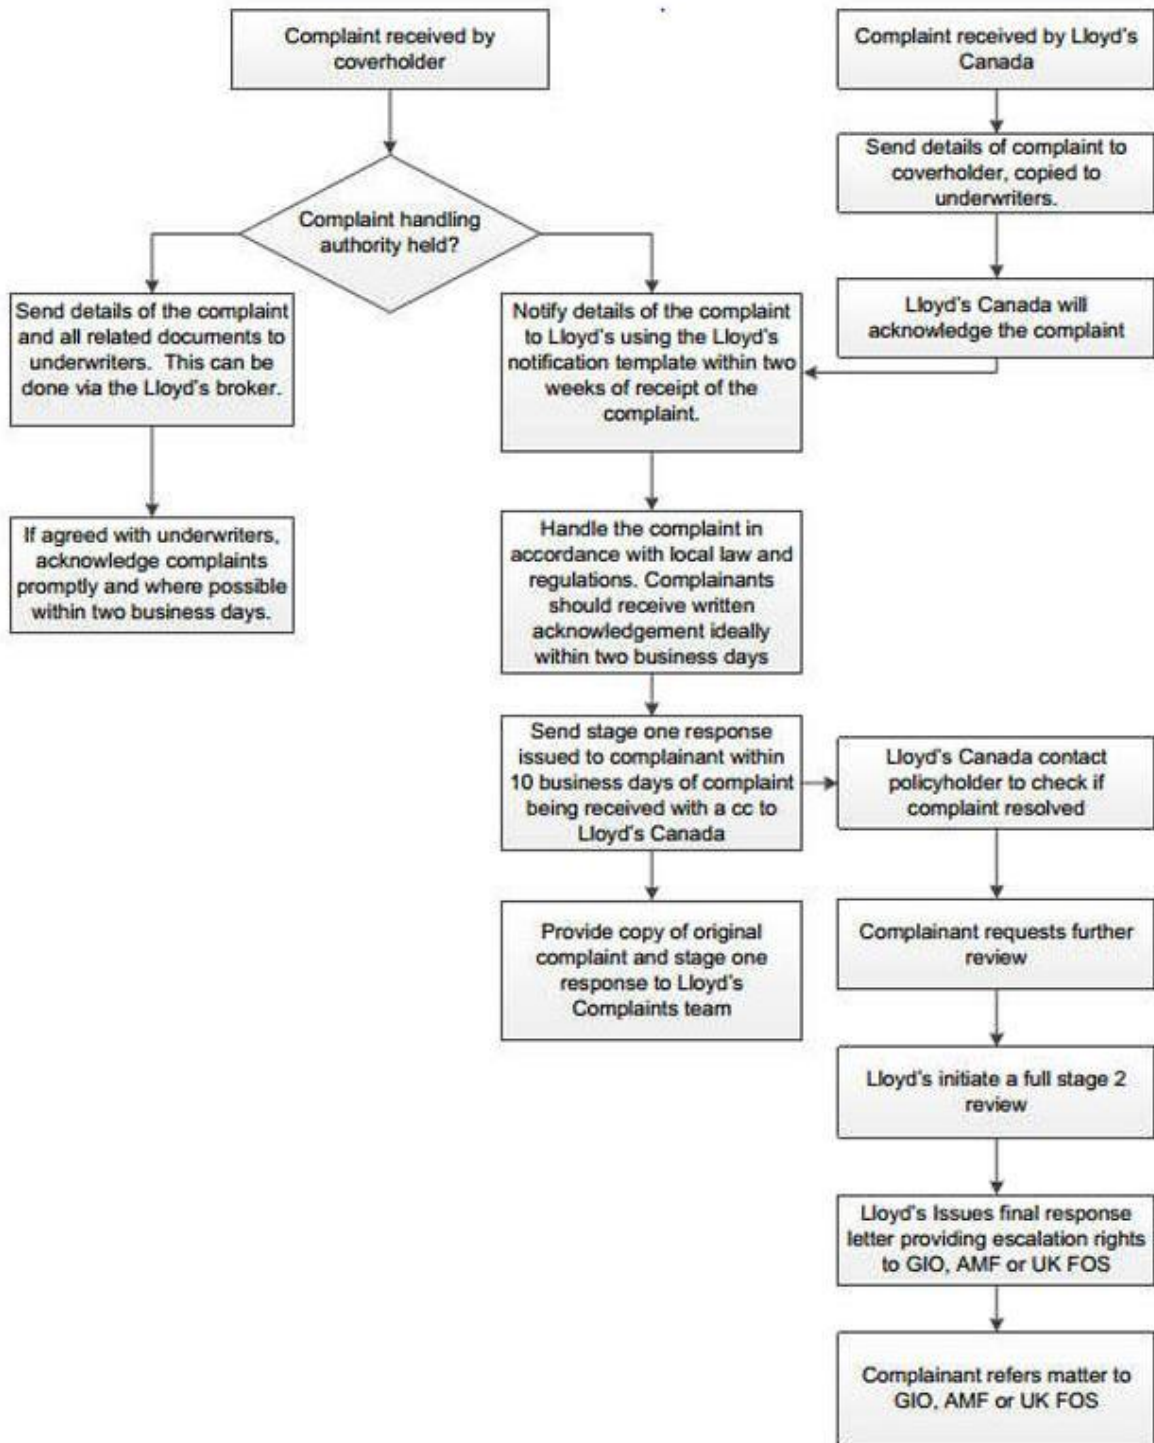 Complaint received by
coverholder
Complaint received by Lloyd's
Canada
Send details of complaint to
coverholder, copied to
underwriters.
Complaint handling
authority held?
Send details of the complaint
and all related documents to
underwriters. This can be
done via the Lloyd's broker.
Notify details of the complaint
to Lloyd's using the Lloyd's
notification template within two
weeks of receipt of the
complaint.
Lloyd's Canada will
acknowledge the complaint
If agreed with underwriters,
acknowledge complaints
promptly and where possible
within two business days.
Handle the complaint in
accordance with local law and
regulations. Complainants
should receive written
acknowledgement ideally
within two business days
Send stage one response
issued to complainant within
10 business days of complaint
being received with a cc to
Lloyd's Canada
Lloyd's Canada contact
policyholder to check if
complaint resolved
Provide copy of original
complaint and stage one
response to Lloyd's
Complaints team
Complainant requests further
review
Lloyd's initiate a full stage 2
review
Lloyd's Issues final response
letter providing escalation rights
to GIO, AMF or UK FOS
Complainant refers matter to
GIO, AMF or UK FOS